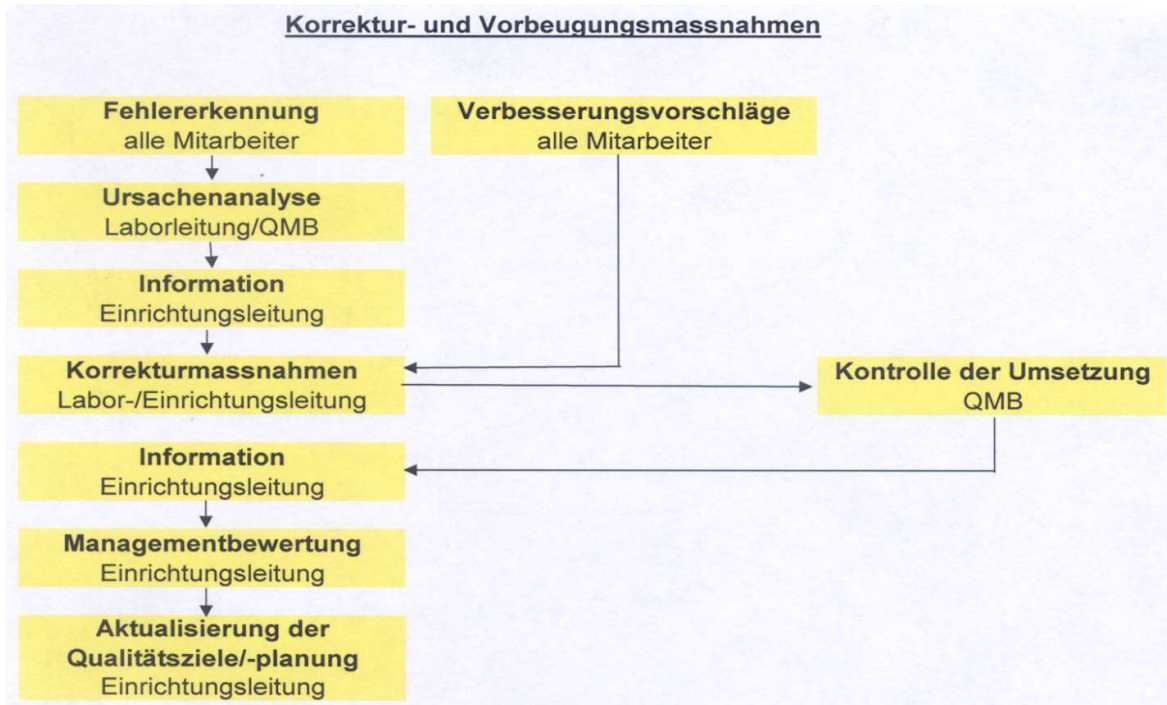 Korrektur- und Vorbeugungsmassnahmen
Fehlererkennung
alle Mitarbeiter
Verbesserungsvorschläge
alle Mitarbeiter
Ursachenanalyse
Laborleitung/QMB
Information
Einrichtungsleitung
Korrekturmassnahmen
Labor-/Einrichtungsleitung
Kontrolle der Umsetzung
QMB
Information
Einrichtungsleitung
Managementbewertung
Einrichtungsleitung
Aktualisierung der
Qualitätsziele/-planung
Einrichtungsleitung